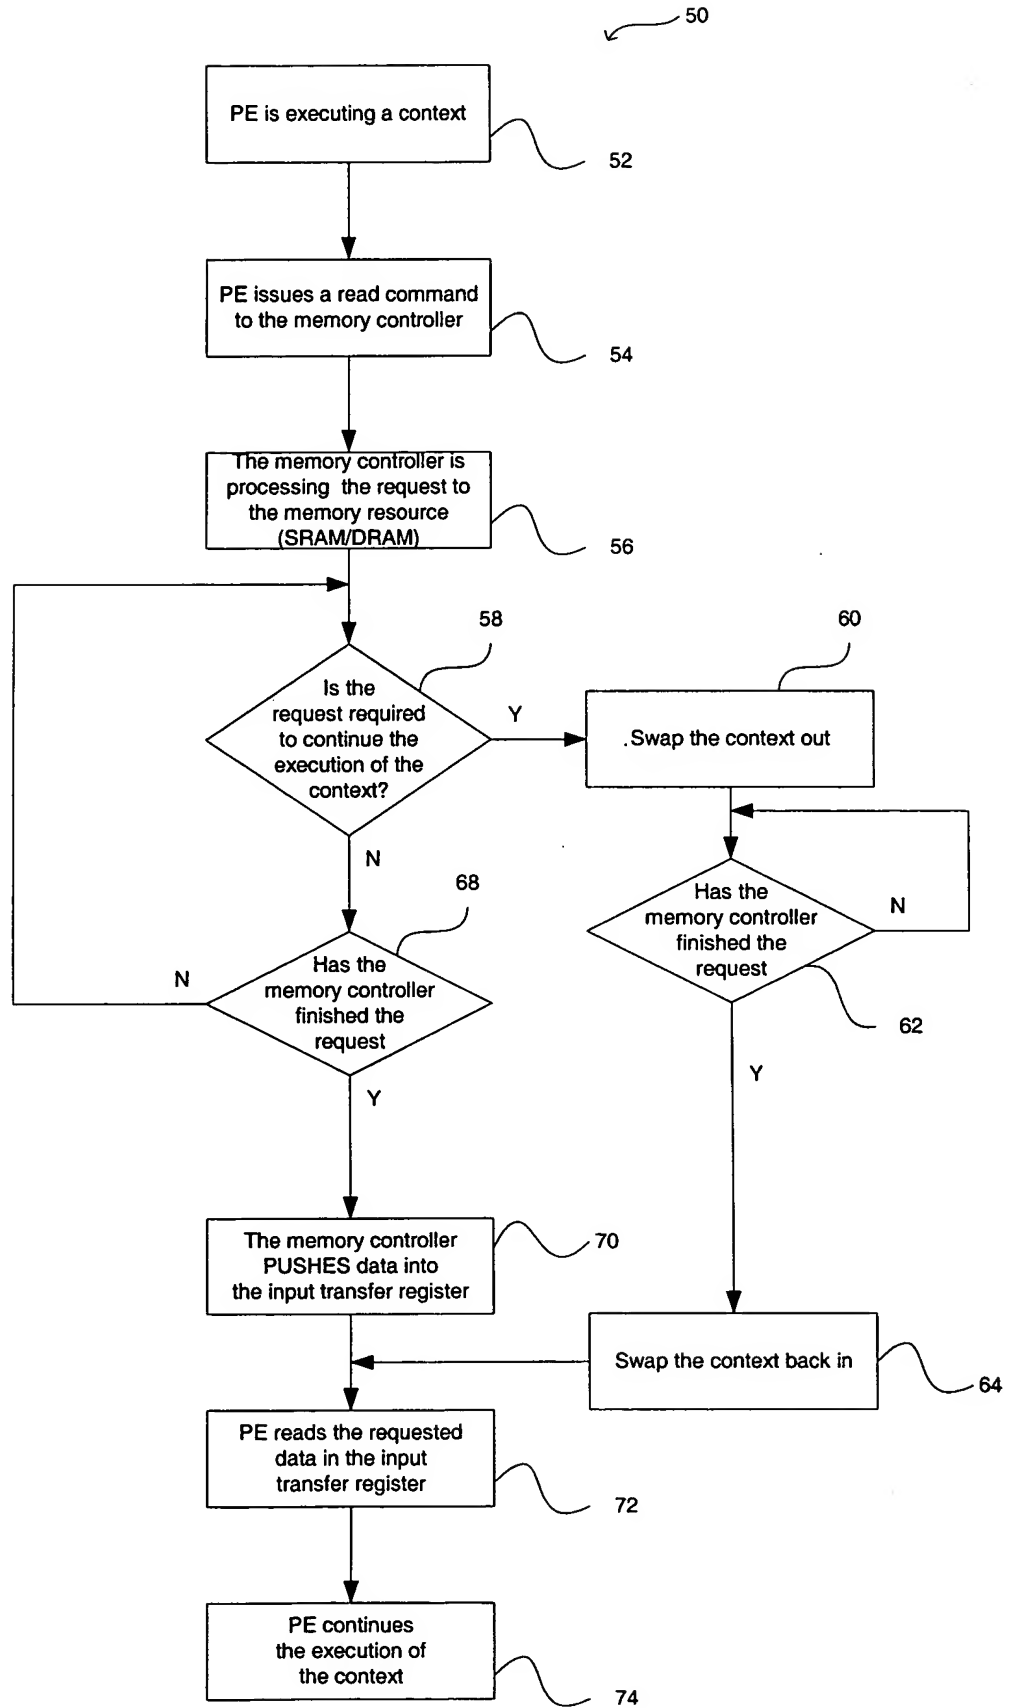 50
PE is executing a context
52
PE issues a read command
to the memory controller
54
The memory controller is
processing the request to
the memory resource
(SRAM/DRAM)
56
58
Is the
request required
to continue the
execution of the
context?
Y
N
60
.Swap the context out
Has the
memory controller
finished the
request
N
62
Y
68
Has the
memory controller
finished the
request
N
Y
The memory controller
PUSHES data into
the input transfer register
70
Swap the context back in
64
PE reads the requested
data in the input
transfer register
72
PE continues
the execution of
the context
74